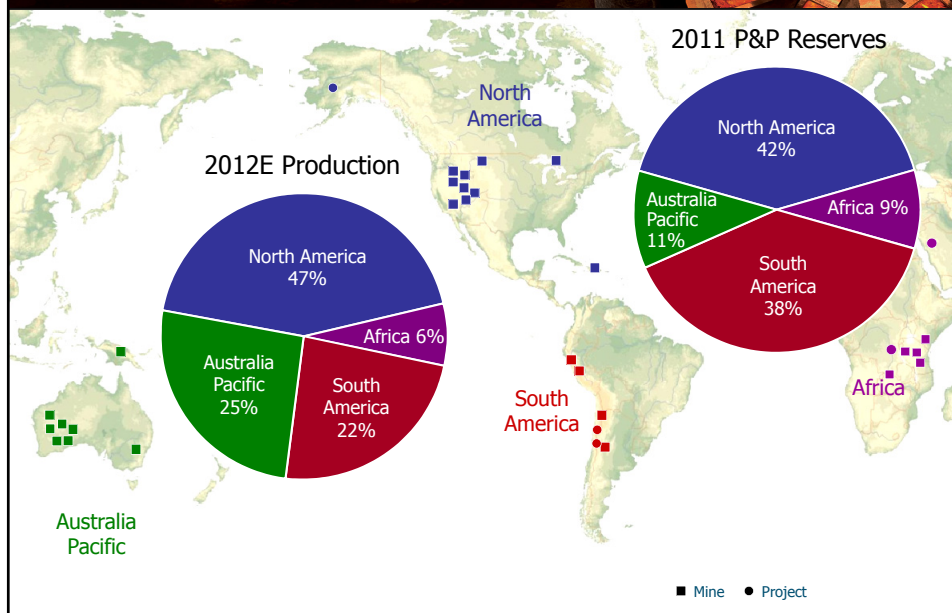 2011 P&P Reserves
North America
42%
Australia
Pacific
11%
Africa 9%
South
America
38%
North
America
2012E Production
North America
47%
Africa 6%
Australia
Pacific
25%
South
America
22%
South
America
Africa
Australia
Pacific
Mine
Project